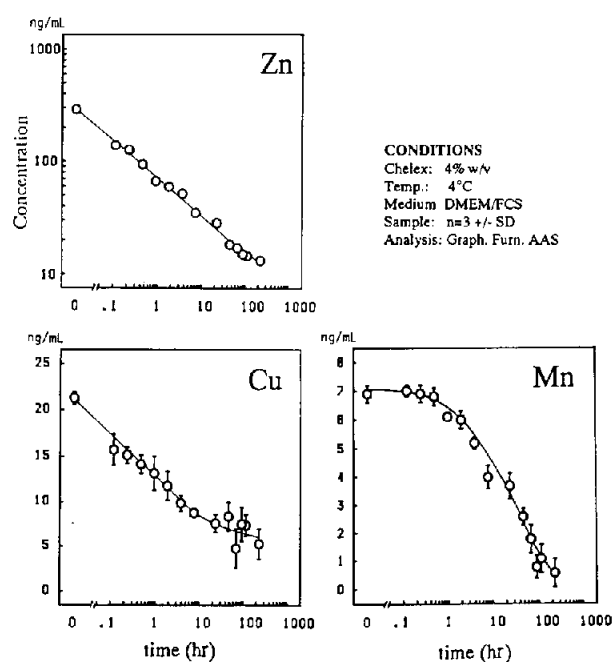 ng/mL
1000
Zn
Concentration
100
10
0 .1 1 10 100 1000
CONDITIONS
Chelex: 4% w/v
Temp.: 4°C
Medium DMEM/FCS
Sample: n=3 +/- SD
Analysis: Graph. Furn. AAS
ng/mL
25
Cu
20
15
10
5
0
0 .1 1 10 100 1000
time (hr)
ng/mL
8
Mn
7
6
5
4
3
2
1
0
0 .1 1 10 100 1000
time (hr)